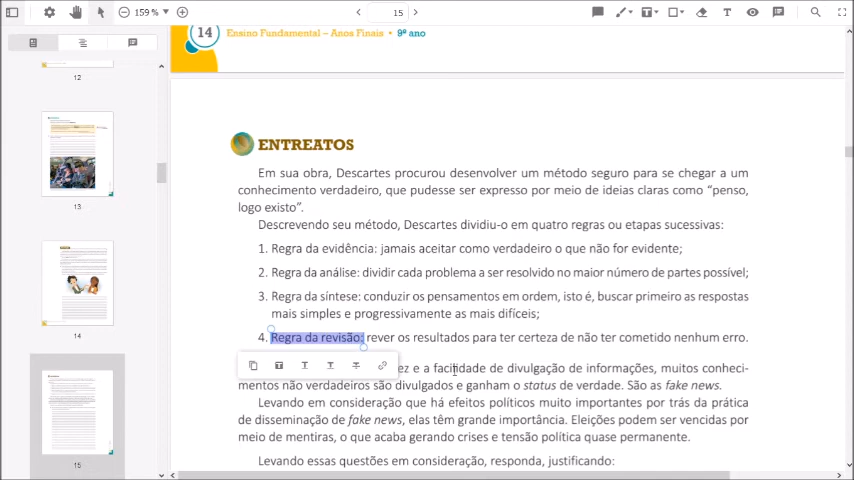 159 %
15
14
Ensino Fundamental – Anos Finais • 9º ano
12
13
14
15
ENTREATOS
Em sua obra, Descartes procurou desenvolver um método seguro para se chegar a um
conhecimento verdadeiro, que pudesse ser expresso por meio de ideias claras como “penso,
logo existo”.
Descrevendo seu método, Descartes dividiu-o em quatro regras ou etapas sucessivas:
1. Regra da evidência: jamais aceitar como verdadeiro o que não for evidente;
2. Regra da análise: dividir cada problema a ser resolvido no maior número de partes possível;
3. Regra da síntese: conduzir os pensamentos em ordem, isto é, buscar primeiro as respostas
mais simples e progressivamente as mais difíceis;
4. Regra da revisão: rever os resultados para ter certeza de não ter cometido nenhum erro.
e a facilidade de divulgação de informações, muitos conheci-
mentos não verdadeiros são divulgados e ganham o status de verdade. São as fake news.
Levando em consideração que há efeitos políticos muito importantes por trás da prática
de disseminação de fake news, elas têm grande importância. Eleições podem ser vencidas por
meio de mentiras, o que acaba gerando crises e tensão política quase permanente.
Levando essas questões em consideração, responda, justificando: